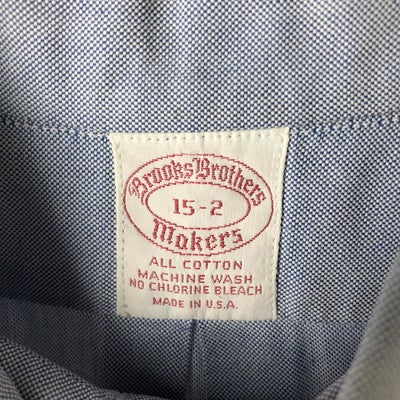 Brooks Brothers
15-2
Makers
ALL COTTON
MACHINE WASH
NO CHLORINE BLEACH
MADE IN U.S.A.